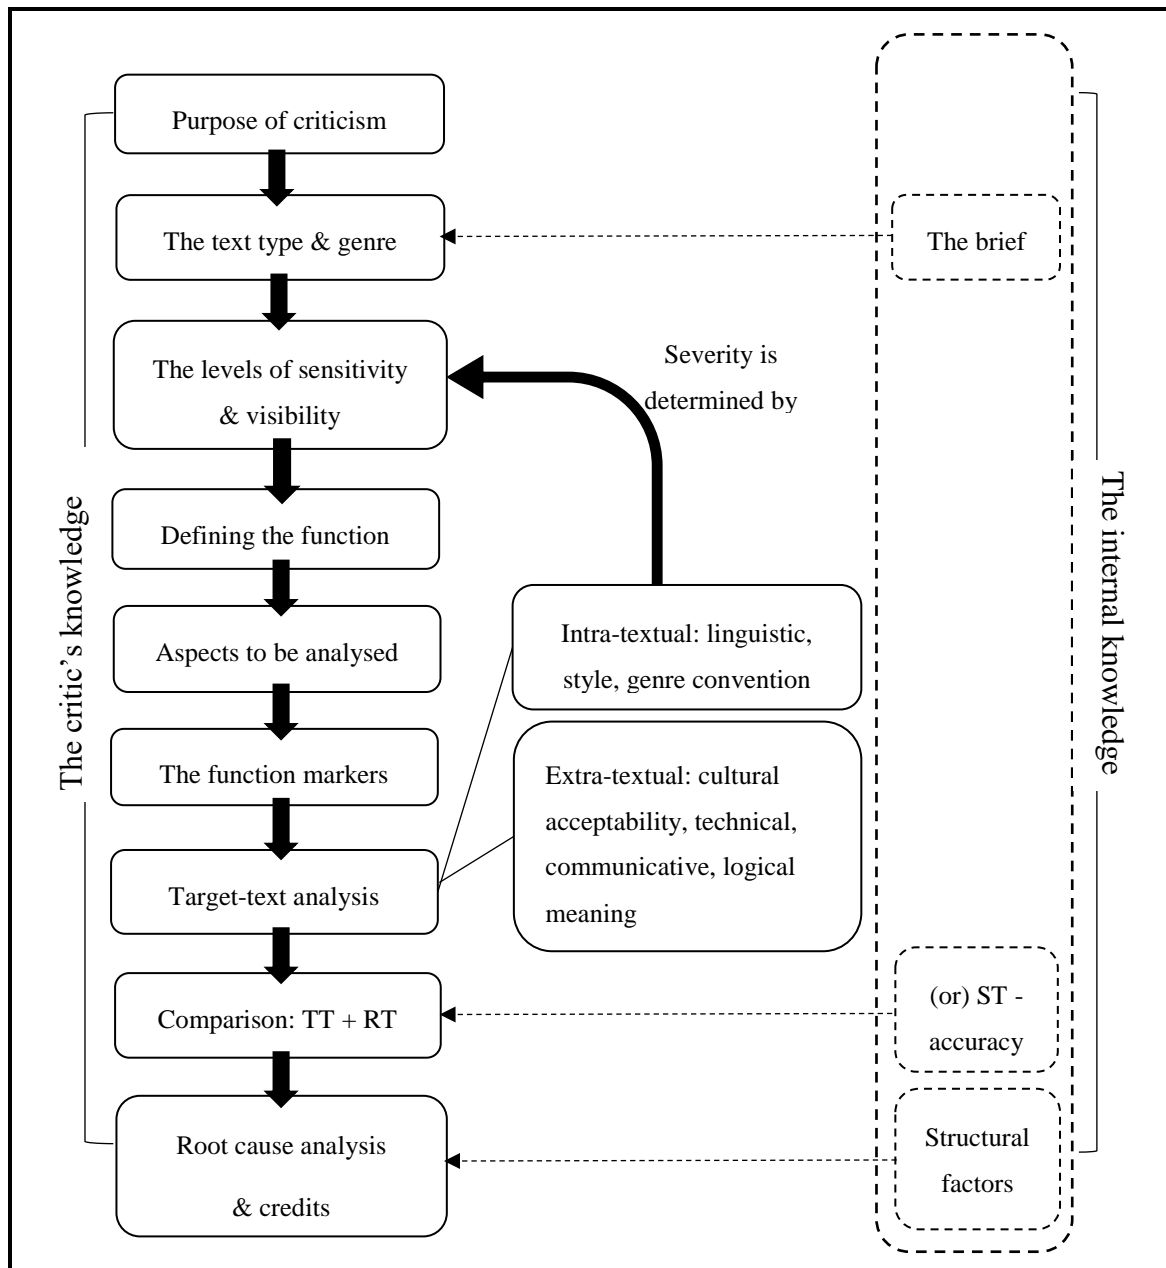 Purpose of criticism
The text type & genre
The brief
The levels of sensitivity
& visibility
Severity is
determined by
Defining the function
Aspects to be analysed
Intra-textual: linguistic,
style, genre convention
The function markers
Extra-textual: cultural
acceptability, technical,
communicative, logical
meaning
Target-text analysis
Comparison: TT + RT
(or) ST -
accuracy
Root cause analysis
& credits
Structural
factors
The critic’s knowledge
The internal knowledge